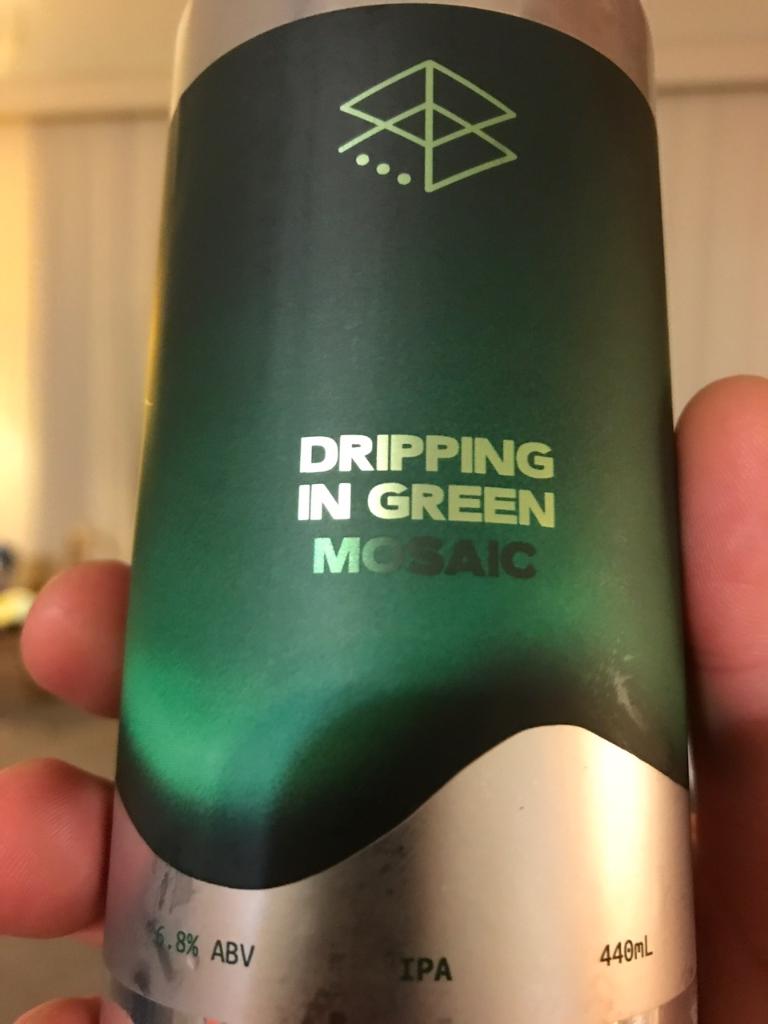 DRIPPING
IN GREEN
MOSAIC
6.8% ABV IPA 440mL